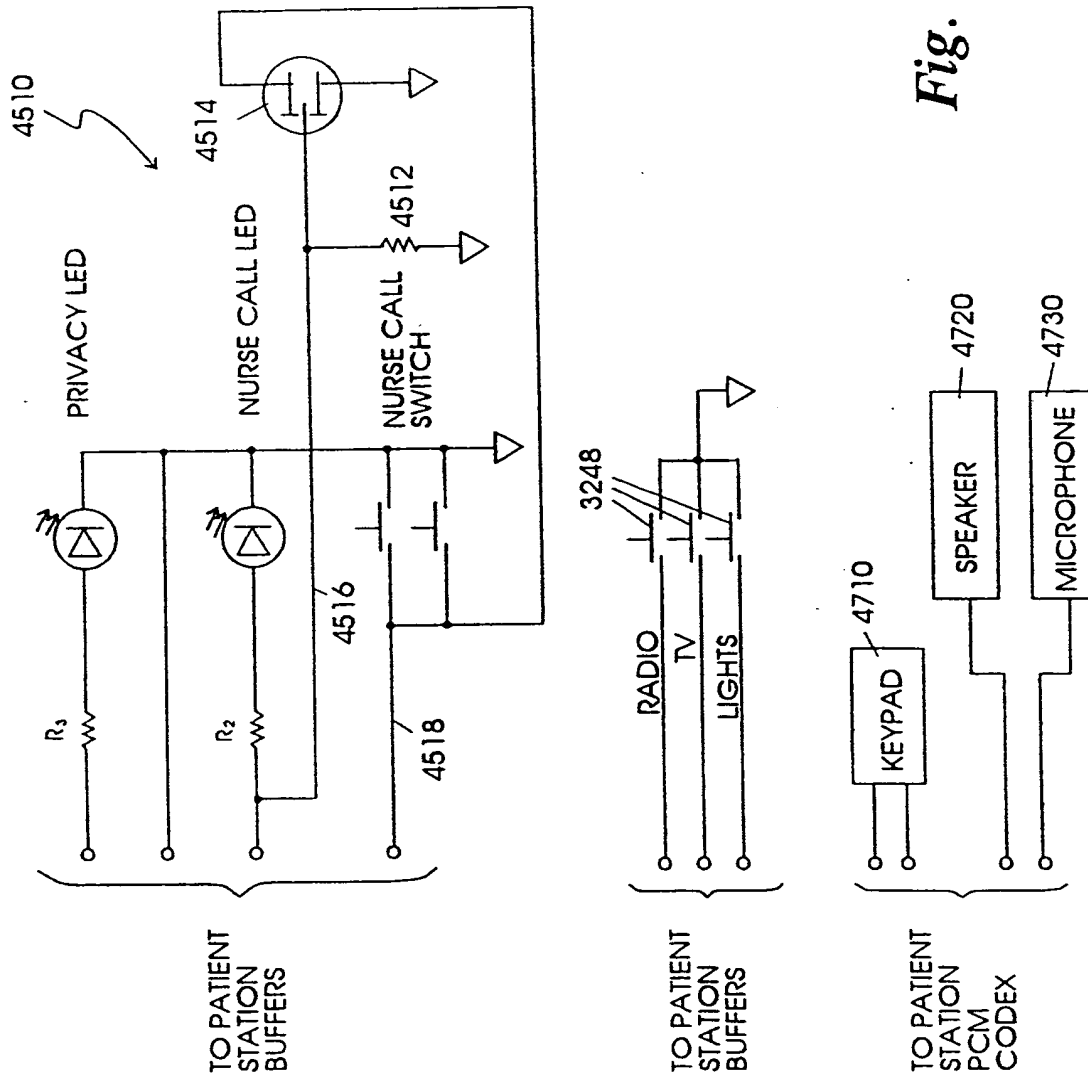 4510
PRIVACY LED
R₃
4514
NURSE CALL LED
R₂
4516
4512
NURSE CALL
SWITCH
4518
TO PATIENT
STATION
BUFFERS
3248
RADIO
TV
LIGHTS
TO PATIENT
STATION
BUFFERS
4710
KEYPAD
4720
SPEAKER
4730
MICROPHONE
TO PATIENT
STATION
PCM
CODEX
Fig.